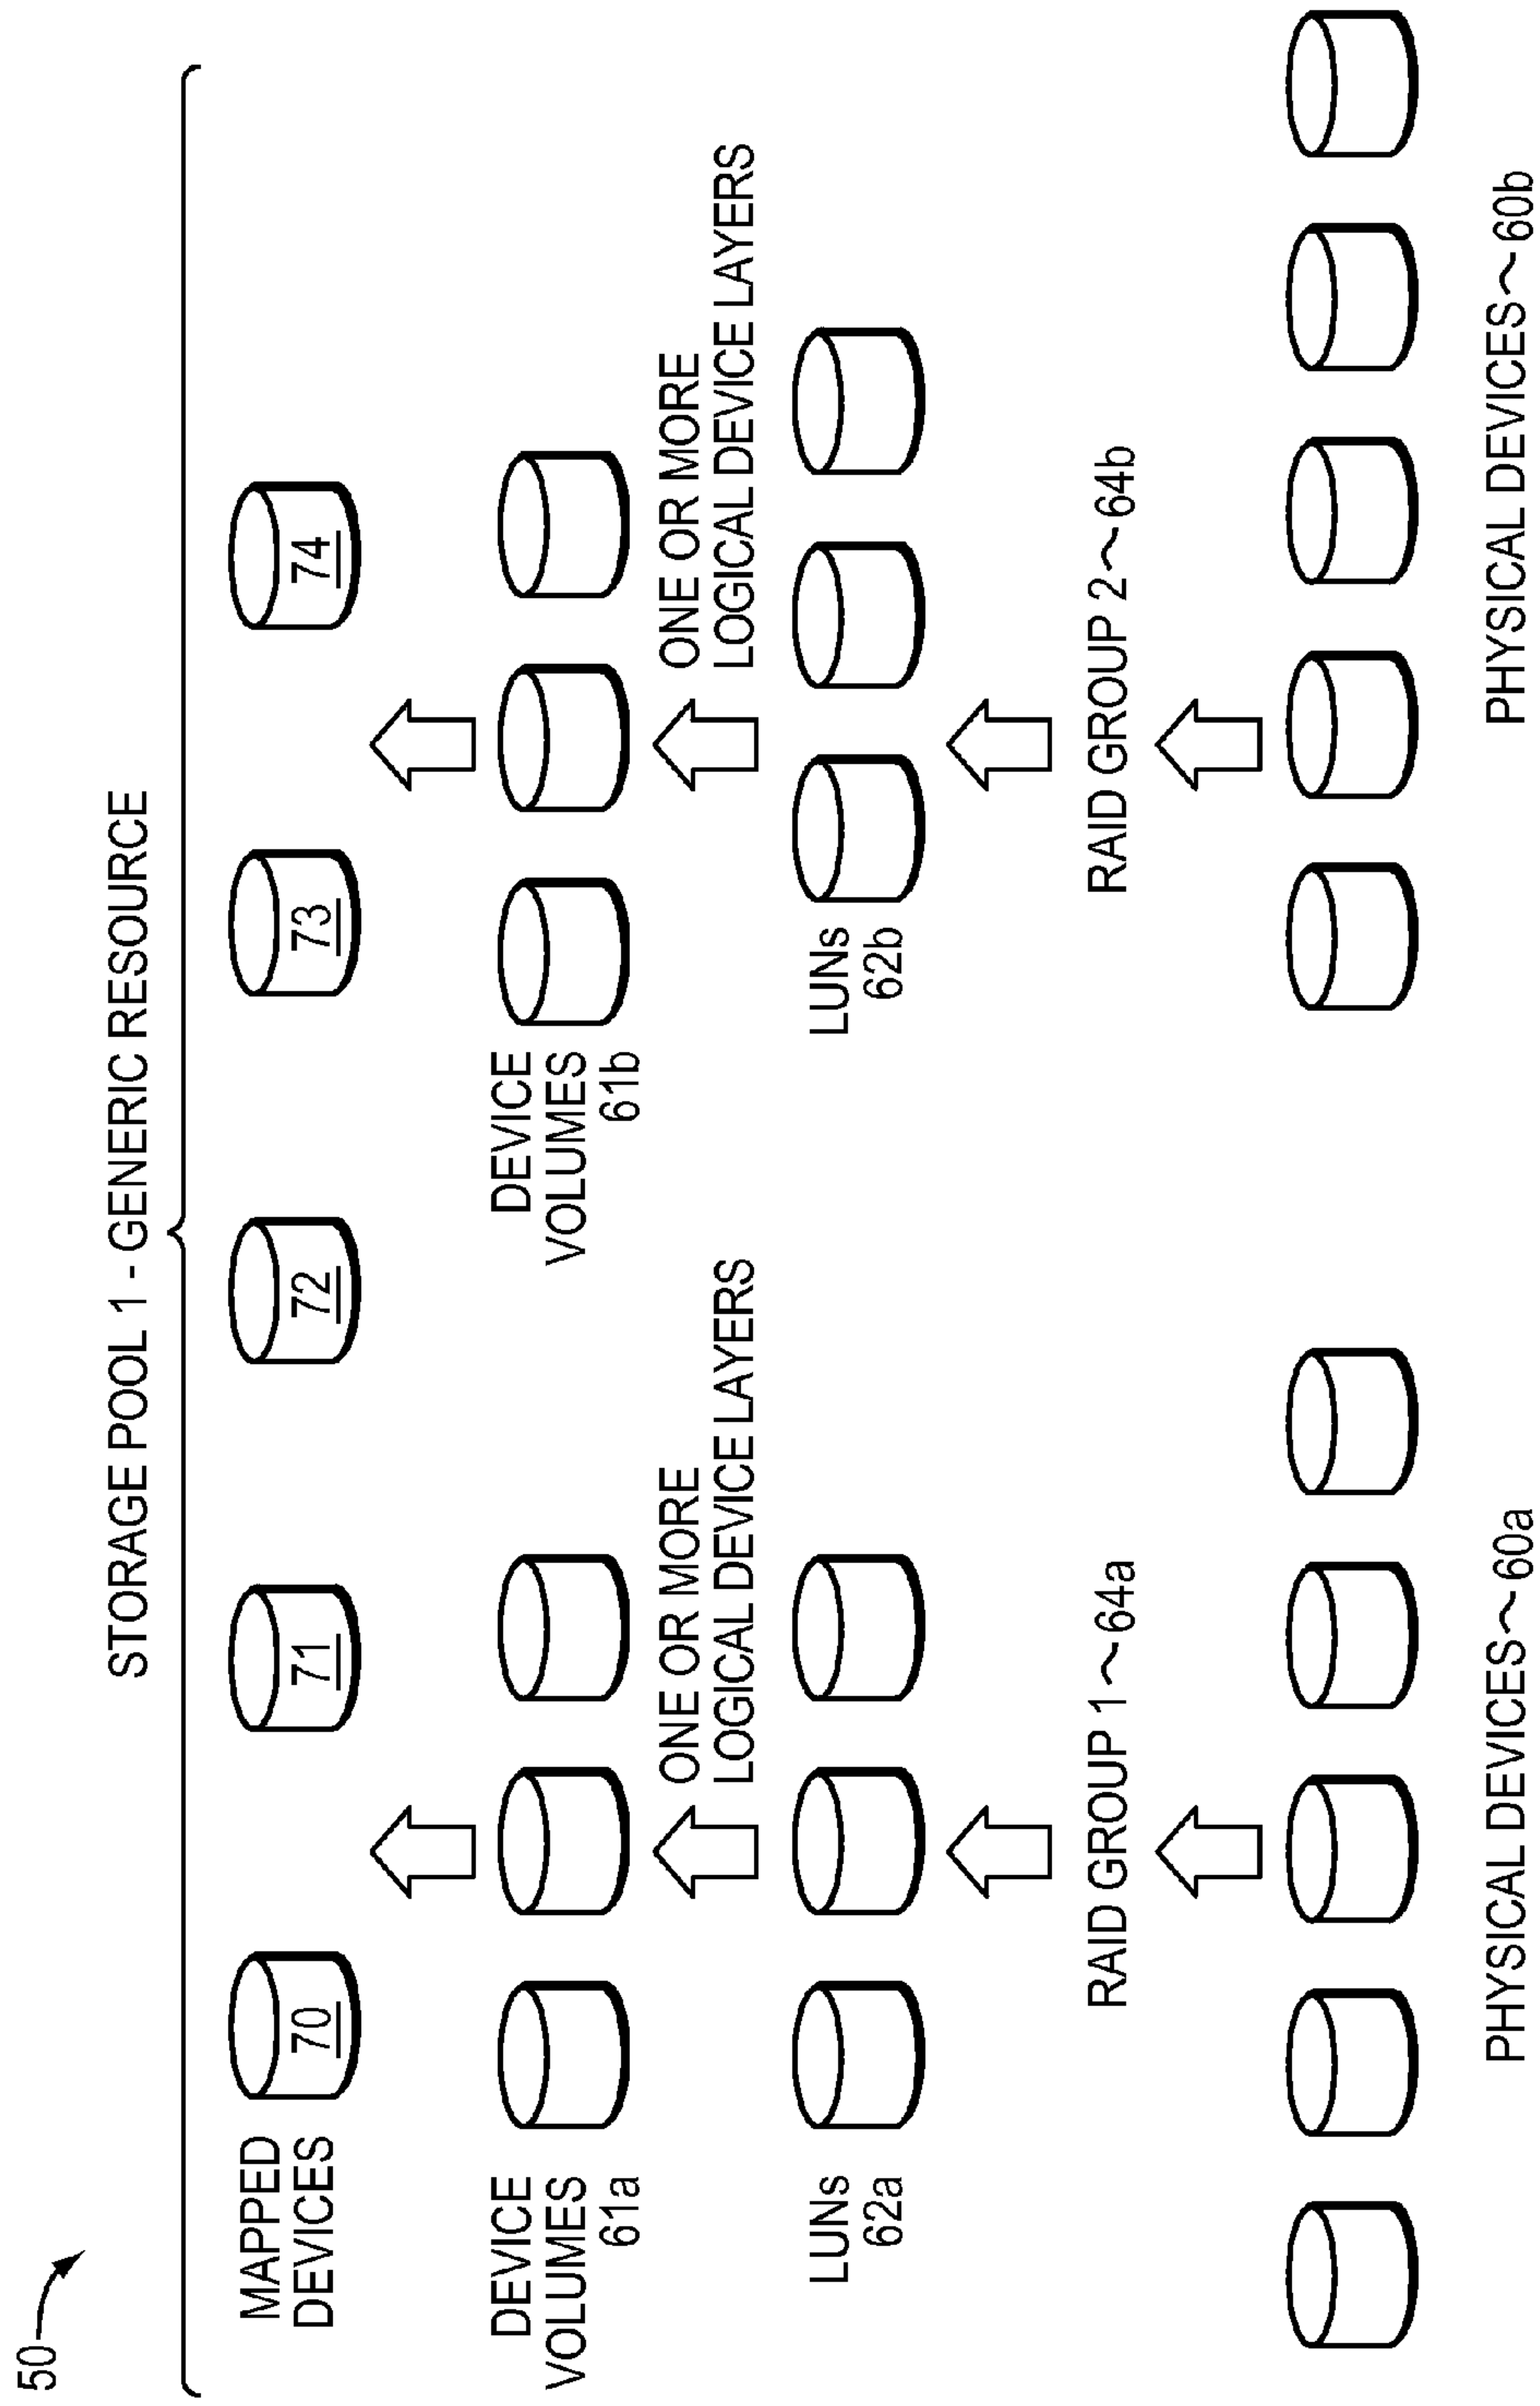 50
STORAGE POOL 1 - GENERIC RESOURCE
MAPPED
DEVICES
70
71
72
73
74
DEVICE
VOLUMES
61a
DEVICE
VOLUMES
61b
ONE OR MORE
LOGICAL DEVICE LAYERS
ONE OR MORE
LOGICAL DEVICE LAYERS
LUNs
62a
LUNs
62b
RAID GROUP 1~64a
RAID GROUP 2~64b
PHYSICAL DEVICES~60a
PHYSICAL DEVICES~60b